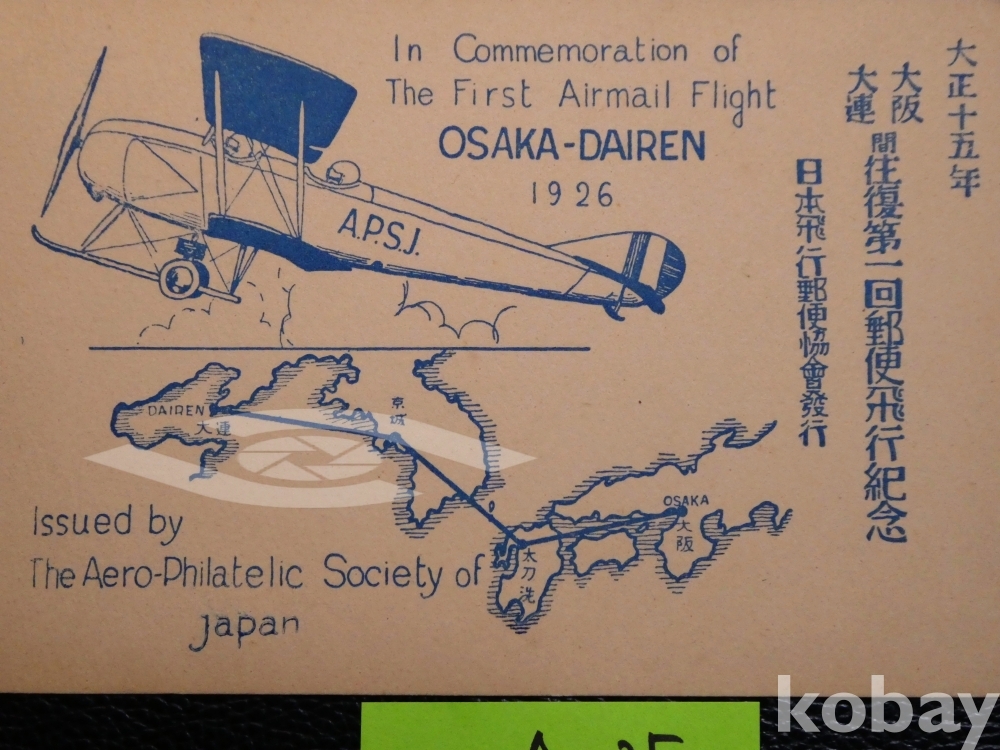 In Commemoration of
The First Airmail Flight
OSAKA-DAIREN
1926
A.P.S.J.
大正十五年
大阪
大連
間往復第一回郵便飛行紀念
日本飛行郵便協會發行
DAIREN
大連
京城
OSAKA
大阪
太刀洗
Issued by
The Aero-Philatelic Society of
Japan
kobay